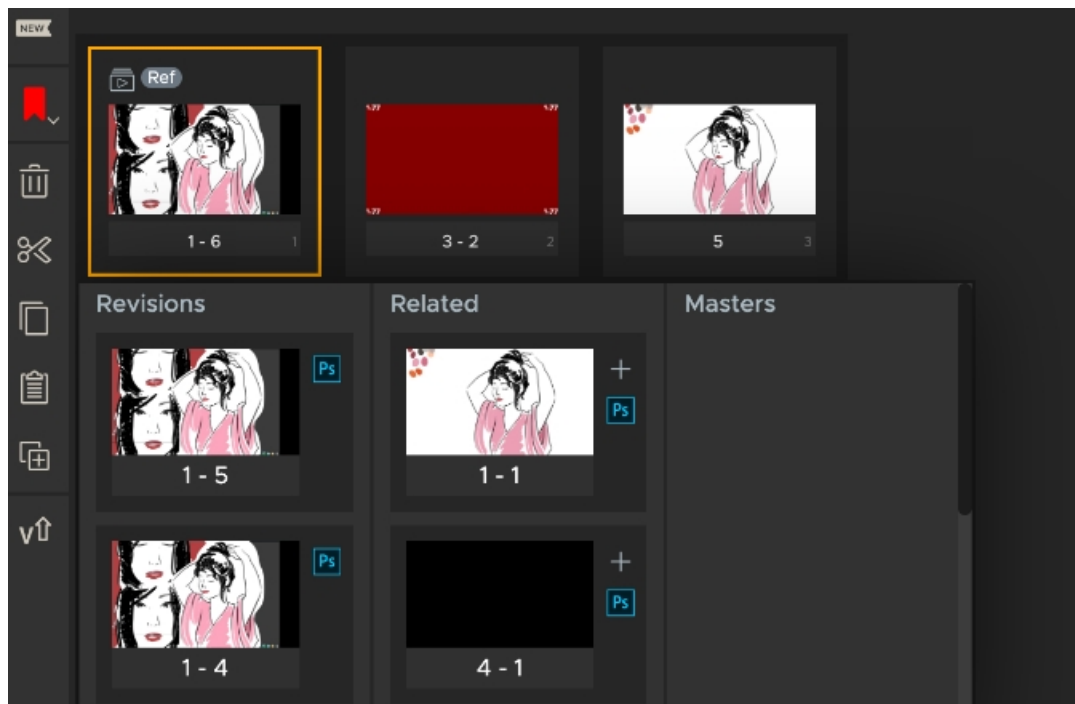 NEW
Ref
1 - 6 1
3 - 2 2
5 3
Revisions
Related
Masters
Ps
Ps
1 - 5
1 - 1
Ps
Ps
1 - 4
4 - 1
V